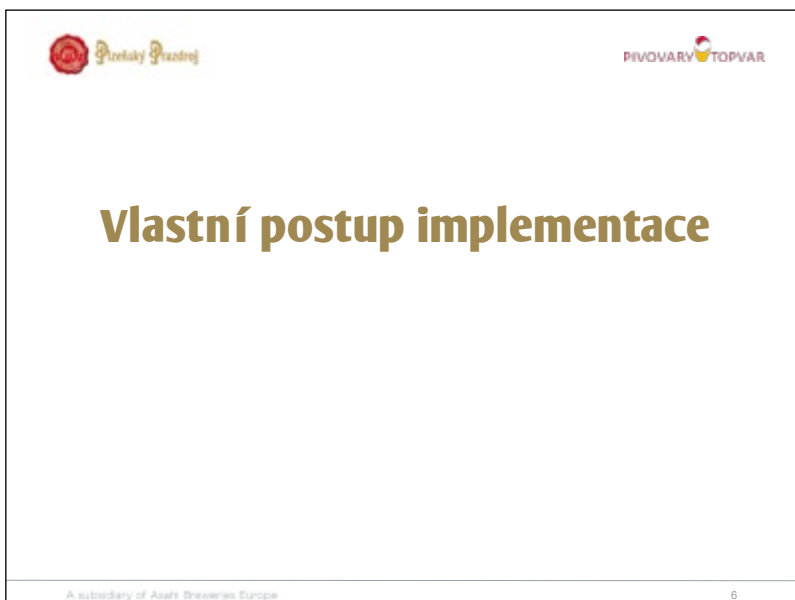 Plzeňský Prazdroj
PIVOVARY TOPVAR
Vlastní postup implementace
A subsidiary of Asahi Breweries Europe
6